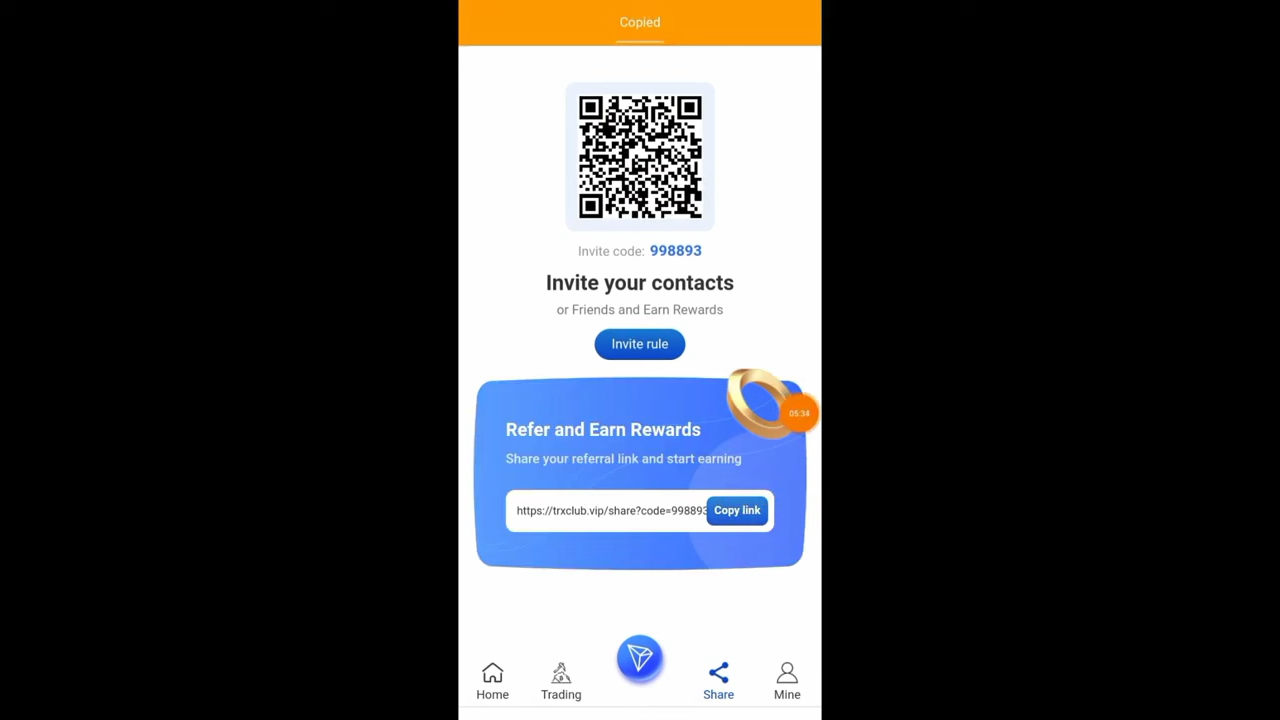 Copied
Invite code: 998893
Invite your contacts
or Friends and Earn Rewards
Invite rule
Refer and Earn Rewards
05:34
Share your referral link and start earning
https://trxclub.vip/share?code=998893 Copy link
Home Trading Share Mine